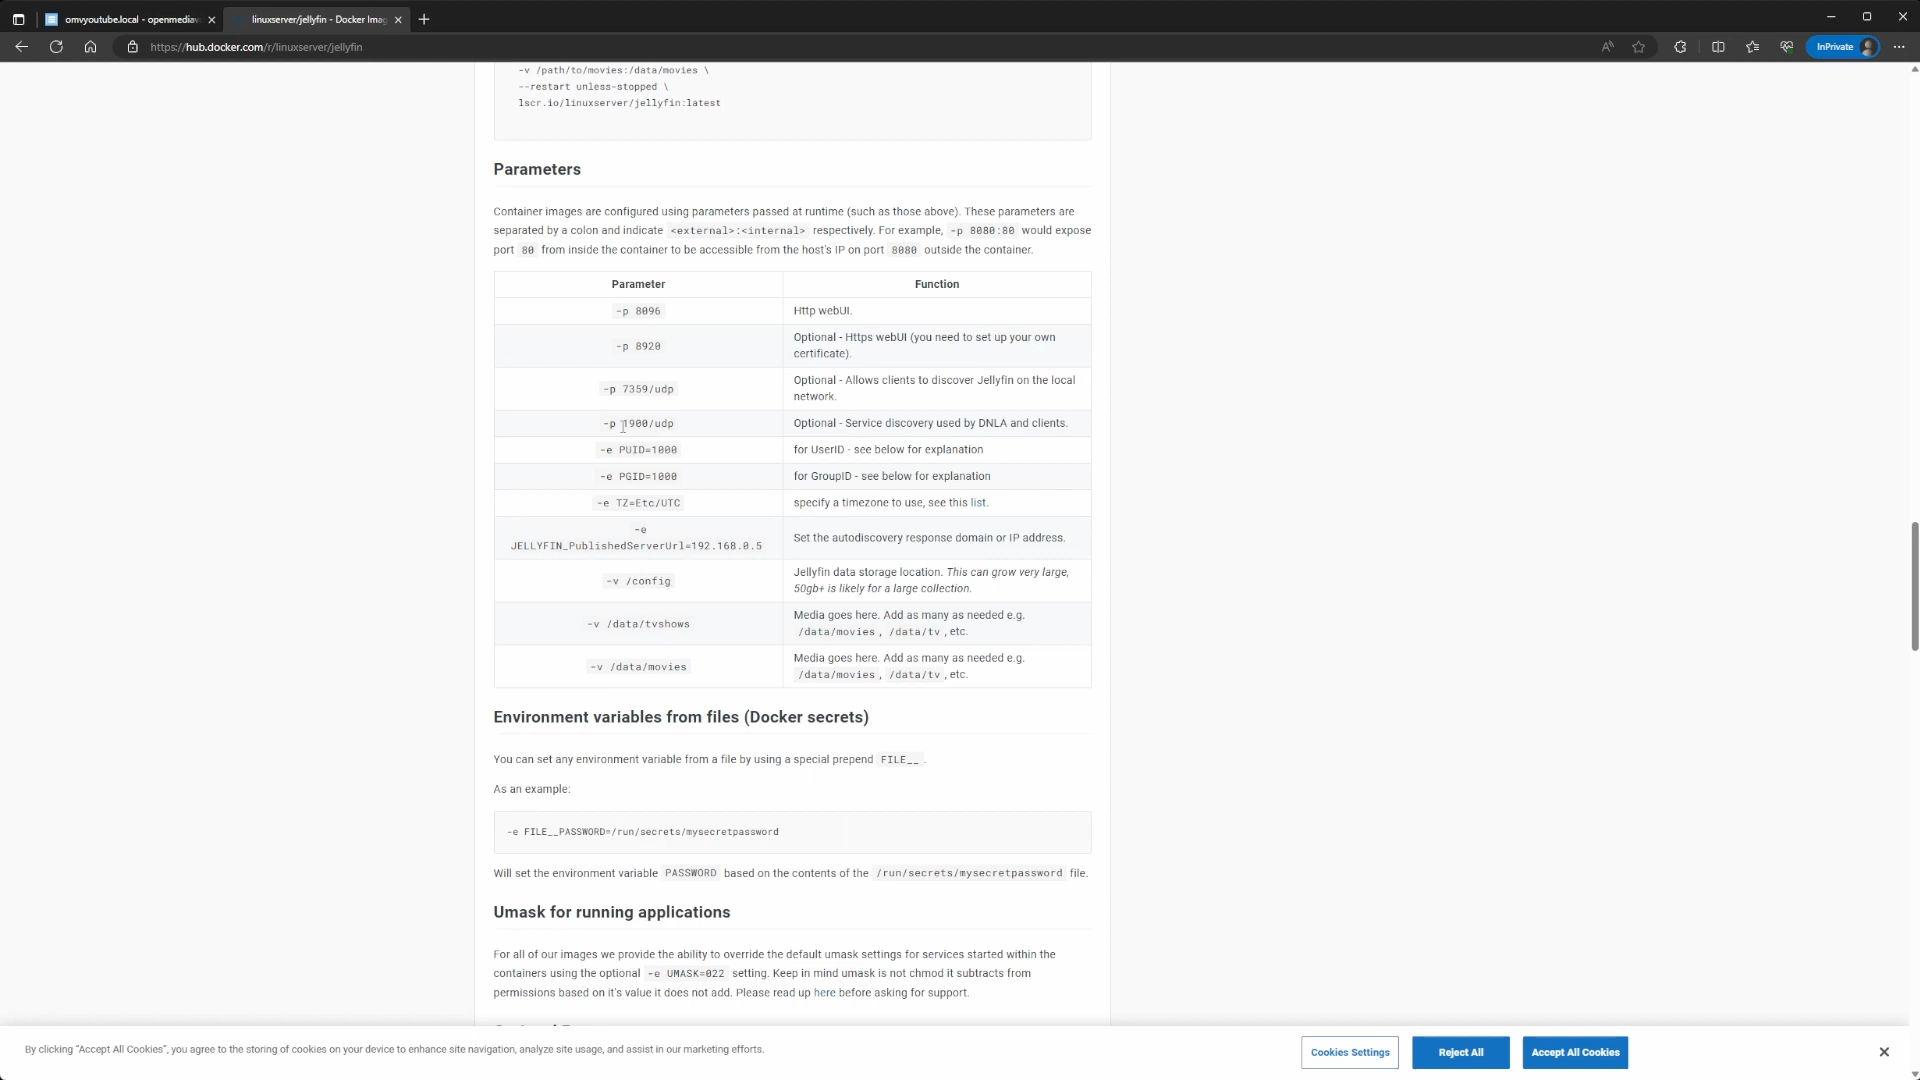 omvyoutube.local - openmediav
linuxserver/jellyfin - Docker Imag
https://hub.docker.com/r/linuxserver/jellyfin
InPrivate
-v /path/to/movies:/data/movies \
--restart unless-stopped \
lscr.io/linuxserver/jellyfin:latest
Parameters
Container images are configured using parameters passed at runtime (such as those above). These parameters are
separated by a colon and indicate <external>:<internal> respectively. For example, -p 8080:80 would expose
port 80 from inside the container to be accessible from the host's IP on port 8080 outside the container.
Parameter Function
-p 8096 Http webUI.
-p 8920 Optional - Https webUI (you need to set up your own
certificate).
-p 7359/udp Optional - Allows clients to discover Jellyfin on the local
network.
-p 1900/udp Optional - Service discovery used by DNLA and clients.
-e PUID=1000 for UserID - see below for explanation
-e PGID=1000 for GroupID - see below for explanation
-e TZ=Etc/UTC specify a timezone to use, see this list.
-e
JELLYFIN_PublishedServerUrl=192.168.0.5 Set the autodiscovery response domain or IP address.
-v /config Jellyfin data storage location. This can grow very large,
50gb+ is likely for a large collection.
-v /data/tvshows Media goes here. Add as many as needed e.g.
/data/movies , /data/tv , etc.
-v /data/movies Media goes here. Add as many as needed e.g.
/data/movies , /data/tv , etc.
Environment variables from files (Docker secrets)
You can set any environment variable from a file by using a special prepend FILE__ .
As an example:
-e FILE__PASSWORD=/run/secrets/mysecretpassword
Will set the environment variable PASSWORD based on the contents of the /run/secrets/mysecretpassword file.
Umask for running applications
For all of our images we provide the ability to override the default umask settings for services started within the
containers using the optional -e UMASK=022 setting. Keep in mind umask is not chmod it subtracts from
permissions based on it's value it does not add. Please read up here before asking for support.
By clicking "Accept All Cookies", you agree to the storing of cookies on your device to enhance site navigation, analyze site usage, and assist in our marketing efforts.
Cookies Settings
Reject All
Accept All Cookies